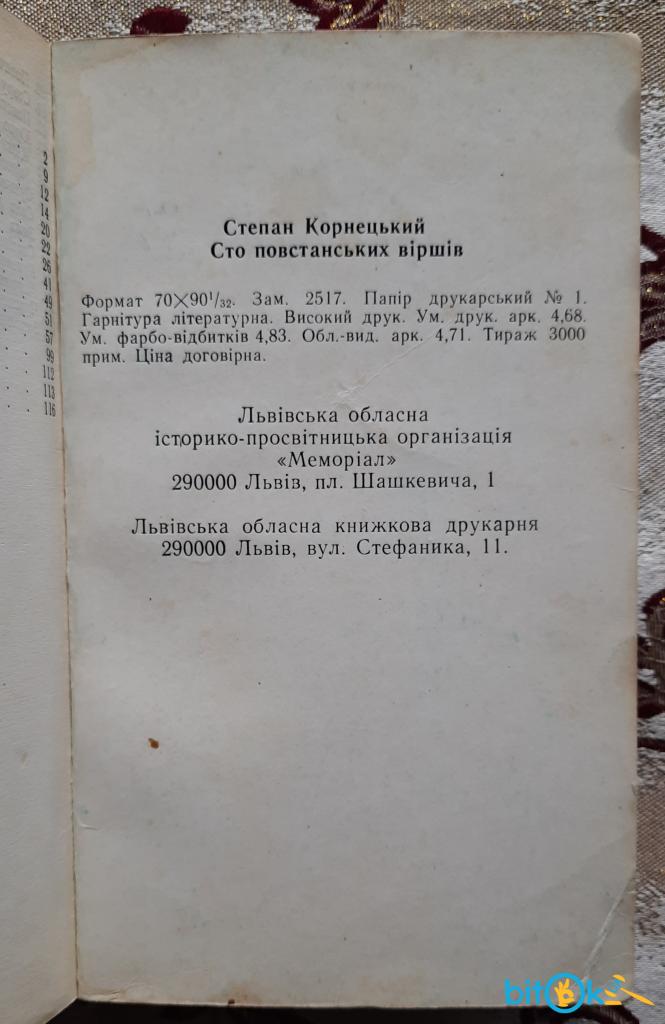 2
9
12
14
20
22
26
41
49
51
57
99
112
113
116
Степан Корнецький
Сто повстанських віршів
Формат 70×90¹/₃₂. Зам. 2517. Папір друкарський № 1.
Гарнітура літературна. Високий друк. Ум. друк. арк. 4,68.
Ум. фарбо-відбитків 4,83. Обл.-вид. арк. 4,71. Тираж 3000
прим. Ціна договірна.
Львівська обласна
історико-просвітницька організація
«Меморіал»
290000 Львів, пл. Шашкевича, 1
Львівська обласна книжкова друкарня
290000 Львів, вул. Стефаника, 11.
bitok